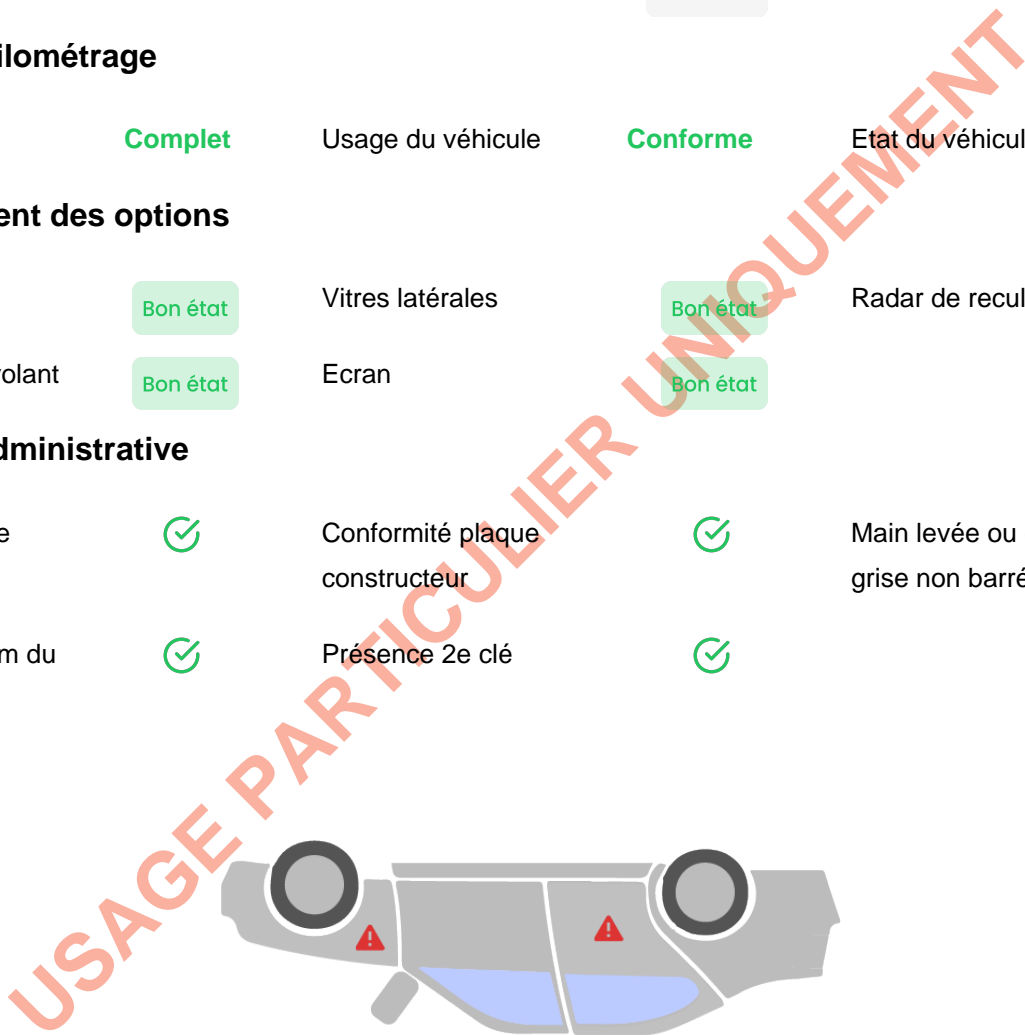 ilométrage
Complet Usage du véhicule Conforme Etat du véhicul
ent des options
Bon état Vitres latérales Bon état Radar de recul
olant Bon état Ecran Bon état
dministrative
e Conformité plaque Main levée ou
constructeur grise non barré
m du Présence 2e clé
USAGE PARTICULIER UNIQUEMENT